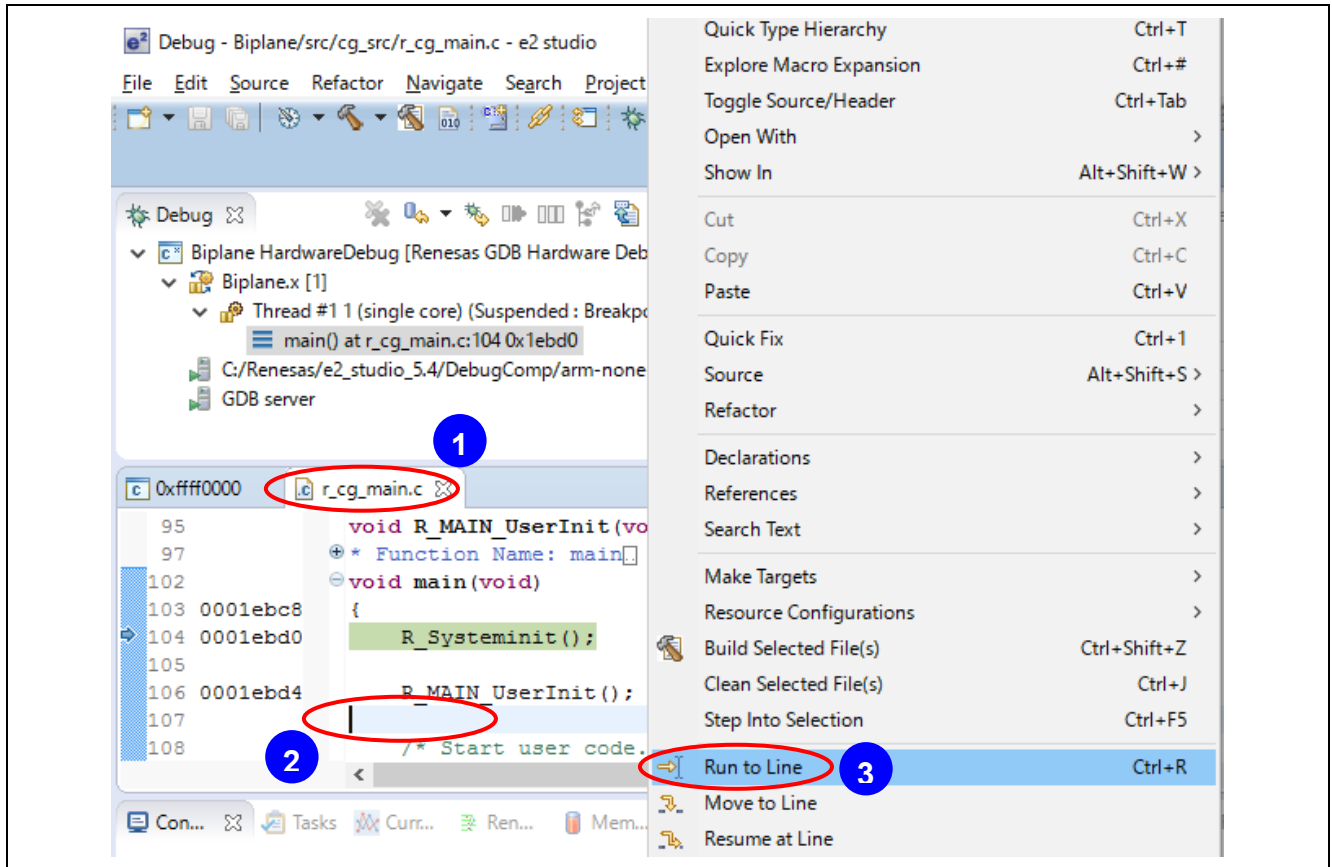 Debug - Biplane/src/cg_src/r_cg_main.c - e2 studio
File Edit Source Refactor Navigate Search Project
Debug
Biplane HardwareDebug [Renesas GDB Hardware Deb
Biplane.x [1]
Thread #1 1 (single core) (Suspended : Breakpo
main() at r_cg_main.c:104 0x1ebd0
C:/Renesas/e2_studio_5.4/DebugComp/arm-none
GDB server
1
0xffff0000 r_cg_main.c
95 void R_MAIN_UserInit(vo
97 * Function Name: main
102 void main(void)
103 0001ebc8 {
104 0001ebd0 R_Systeminit();
105
106 0001ebd4 R_MAIN_UserInit();
107
108 /* Start user code.
2
Con... Tasks Curr... Ren... Mem...
Quick Type Hierarchy Ctrl+T
Explore Macro Expansion Ctrl+#
Toggle Source/Header Ctrl+Tab
Open With >
Show In Alt+Shift+W >
Cut Ctrl+X
Copy Ctrl+C
Paste Ctrl+V
Quick Fix Ctrl+1
Source Alt+Shift+S >
Refactor >
Declarations >
References >
Search Text >
Make Targets >
Resource Configurations >
Build Selected File(s) Ctrl+Shift+Z
Clean Selected File(s) Ctrl+J
Step Into Selection Ctrl+F5
Run to Line 3 Ctrl+R
Move to Line
Resume at Line